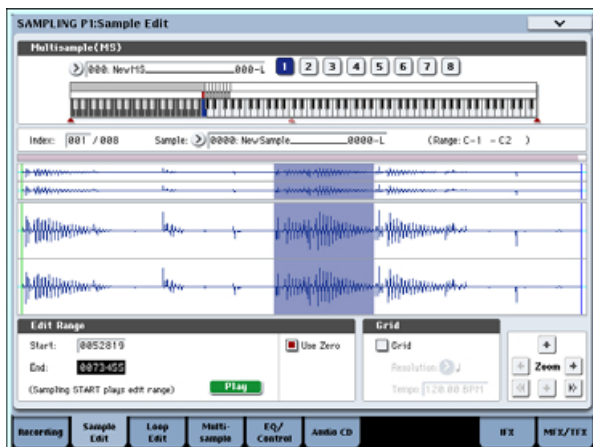 SAMPLING P1:Sample Edit
Multisample(MS)
000: NewMS 000-L 1 2 3 4 5 6 7 8
Index: 001 / 008 Sample: 0000: NewSample 0000-L (Range: C-1 - C2 )
Edit Range
Start: 0052819
Use Zero
End: 0073455
(Sampling START plays edit range)
Play
Grid
Grid
Resolution:
Tempo: 120.00 BPM
Zoom
Recording
Sample Edit
Loop Edit
Multi-sample
EQ/Control
Audio CD
IFX
MFX/TFX